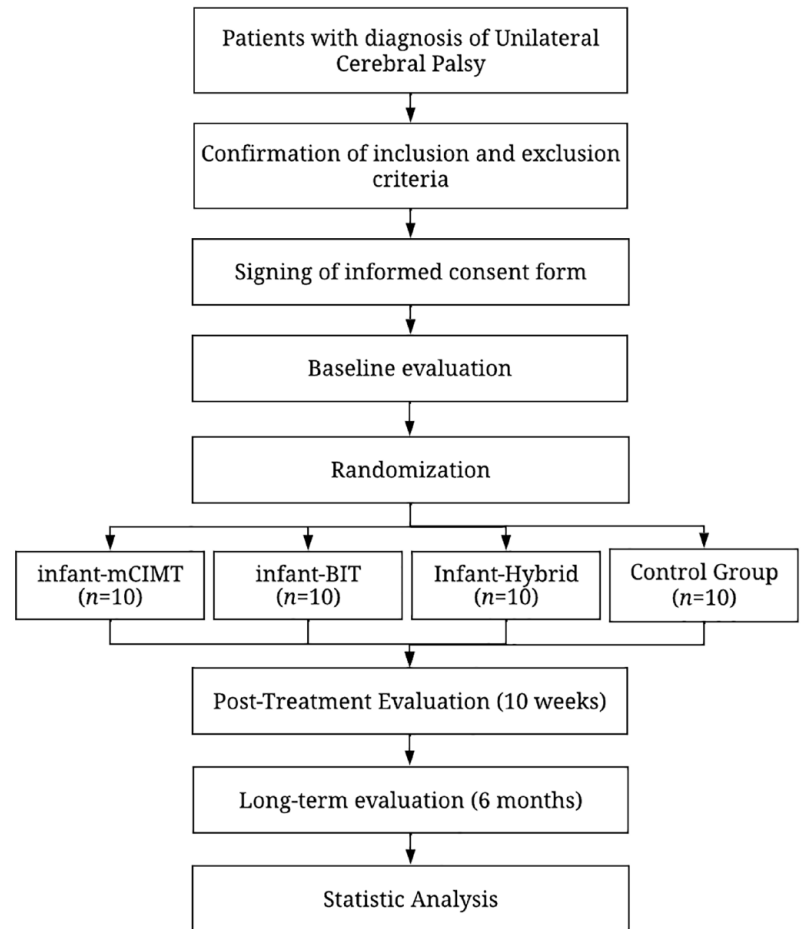 Patients with diagnosis of Unilateral
Cerebral Palsy
Confirmation of inclusion and exclusion
criteria
Signing of informed consent form
Baseline evaluation
Randomization
infant-mCIMT
(n=10)
infant-BIT
(n=10)
Infant-Hybrid
(n=10)
Control Group
(n=10)
Post-Treatment Evaluation (10 weeks)
Long-term evaluation (6 months)
Statistic Analysis